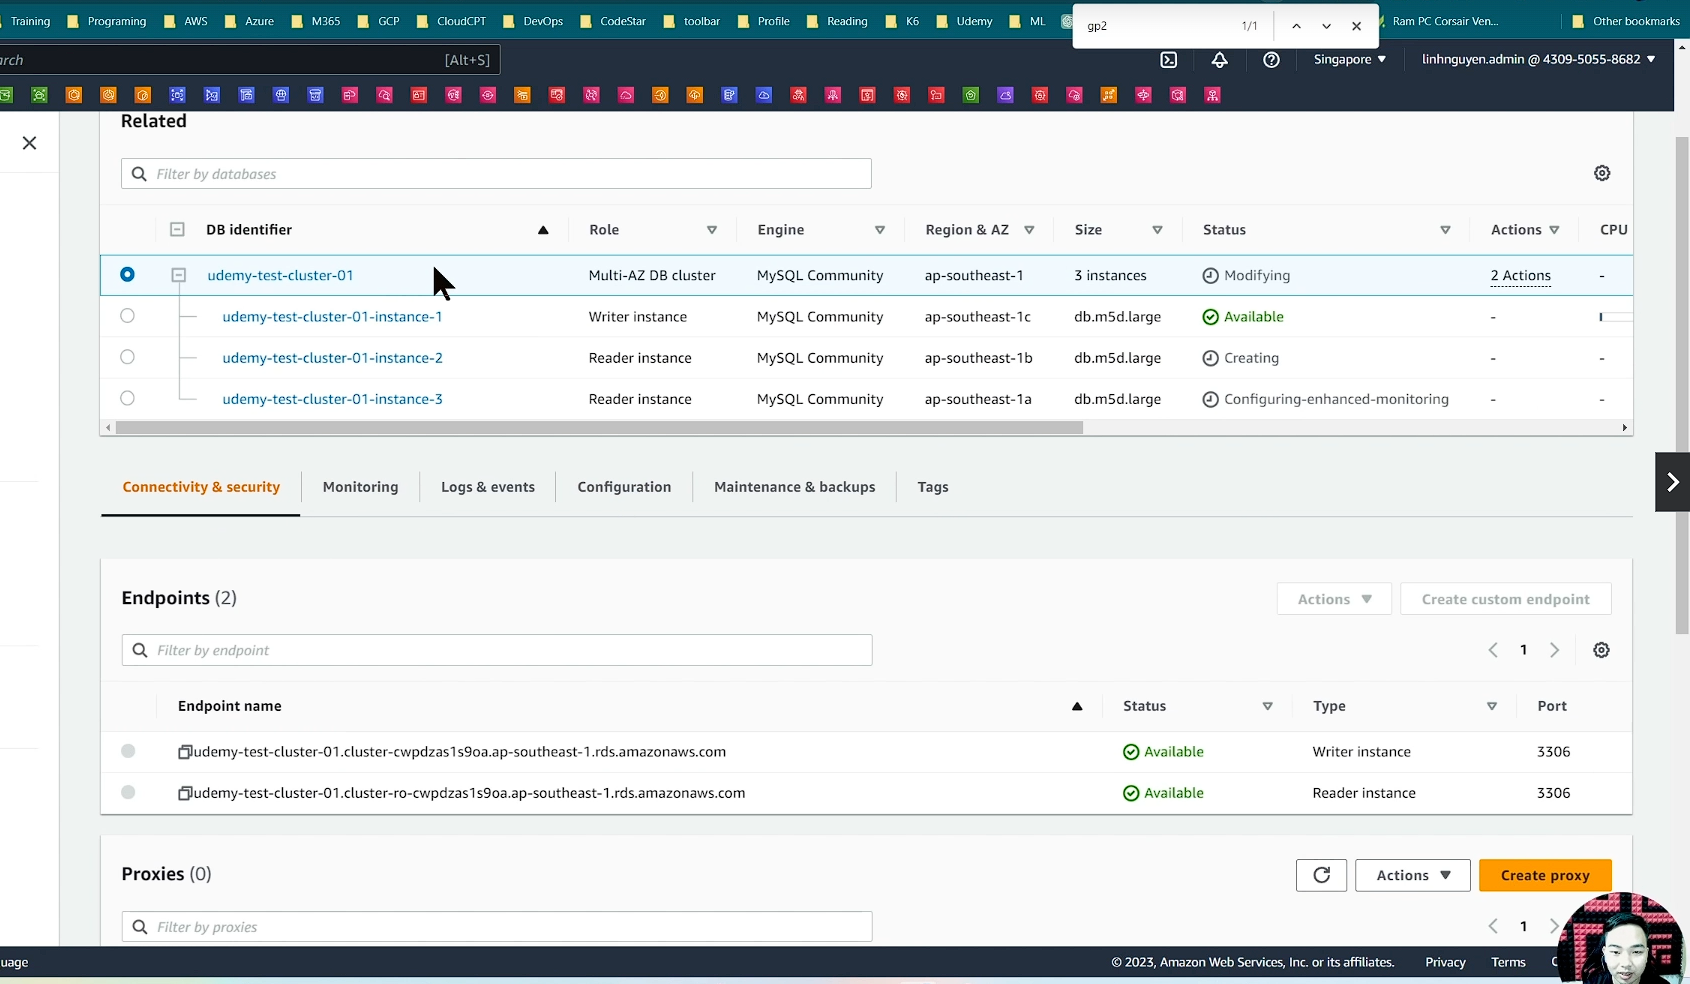 Training
Programing
AWS
Azure
M365
GCP
CloudCPT
DevOps
CodeStar
toolbar
Profile
Reading
K6
Udemy
ML
gp2
1/1
Ram PC Corsair Ven...
Other bookmarks
rch
[Alt+S]
Singapore
linhnguyen.admin @ 4309-5055-8682
Related
Filter by databases
DB identifier
Role
Engine
Region & AZ
Size
Status
Actions
CPU
udemy-test-cluster-01
Multi-AZ DB cluster
MySQL Community
ap-southeast-1
3 instances
Modifying
2 Actions
-
udemy-test-cluster-01-instance-1
Writer instance
MySQL Community
ap-southeast-1c
db.m5d.large
Available
-
udemy-test-cluster-01-instance-2
Reader instance
MySQL Community
ap-southeast-1b
db.m5d.large
Creating
-
-
udemy-test-cluster-01-instance-3
Reader instance
MySQL Community
ap-southeast-1a
db.m5d.large
Configuring-enhanced-monitoring
-
-
Connectivity & security
Monitoring
Logs & events
Configuration
Maintenance & backups
Tags
Endpoints (2)
Actions
Create custom endpoint
Filter by endpoint
1
Endpoint name
Status
Type
Port
udemy-test-cluster-01.cluster-cwpdzas1s9oa.ap-southeast-1.rds.amazonaws.com
Available
Writer instance
3306
udemy-test-cluster-01.cluster-ro-cwpdzas1s9oa.ap-southeast-1.rds.amazonaws.com
Available
Reader instance
3306
Proxies (0)
Actions
Create proxy
Filter by proxies
1
uage
© 2023, Amazon Web Services, Inc. or its affiliates.
Privacy
Terms
C